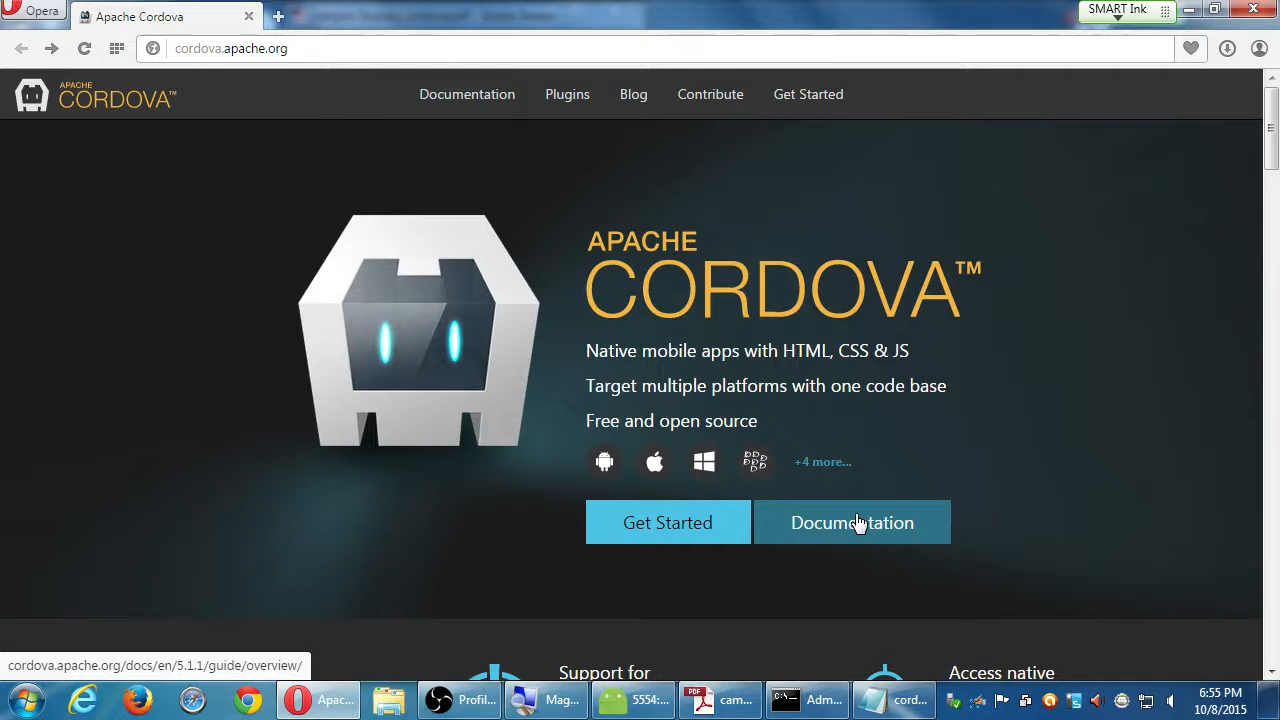 Opera
Apache Cordova
SMART Ink
cordova.apache.org
APACHE
CORDOVA™
Documentation
Plugins
Blog
Contribute
Get Started
APACHE
CORDOVA™
Native mobile apps with HTML, CSS & JS
Target multiple platforms with one code base
Free and open source
+4 more...
Get Started
Documentation
cordova.apache.org/docs/en/5.1.1/guide/overview/
Support for
Access native
Apac...
Profil...
Mag...
5554:...
PDF
cam...
C:\
Adm...
cord...
6:55 PM
10/8/2015